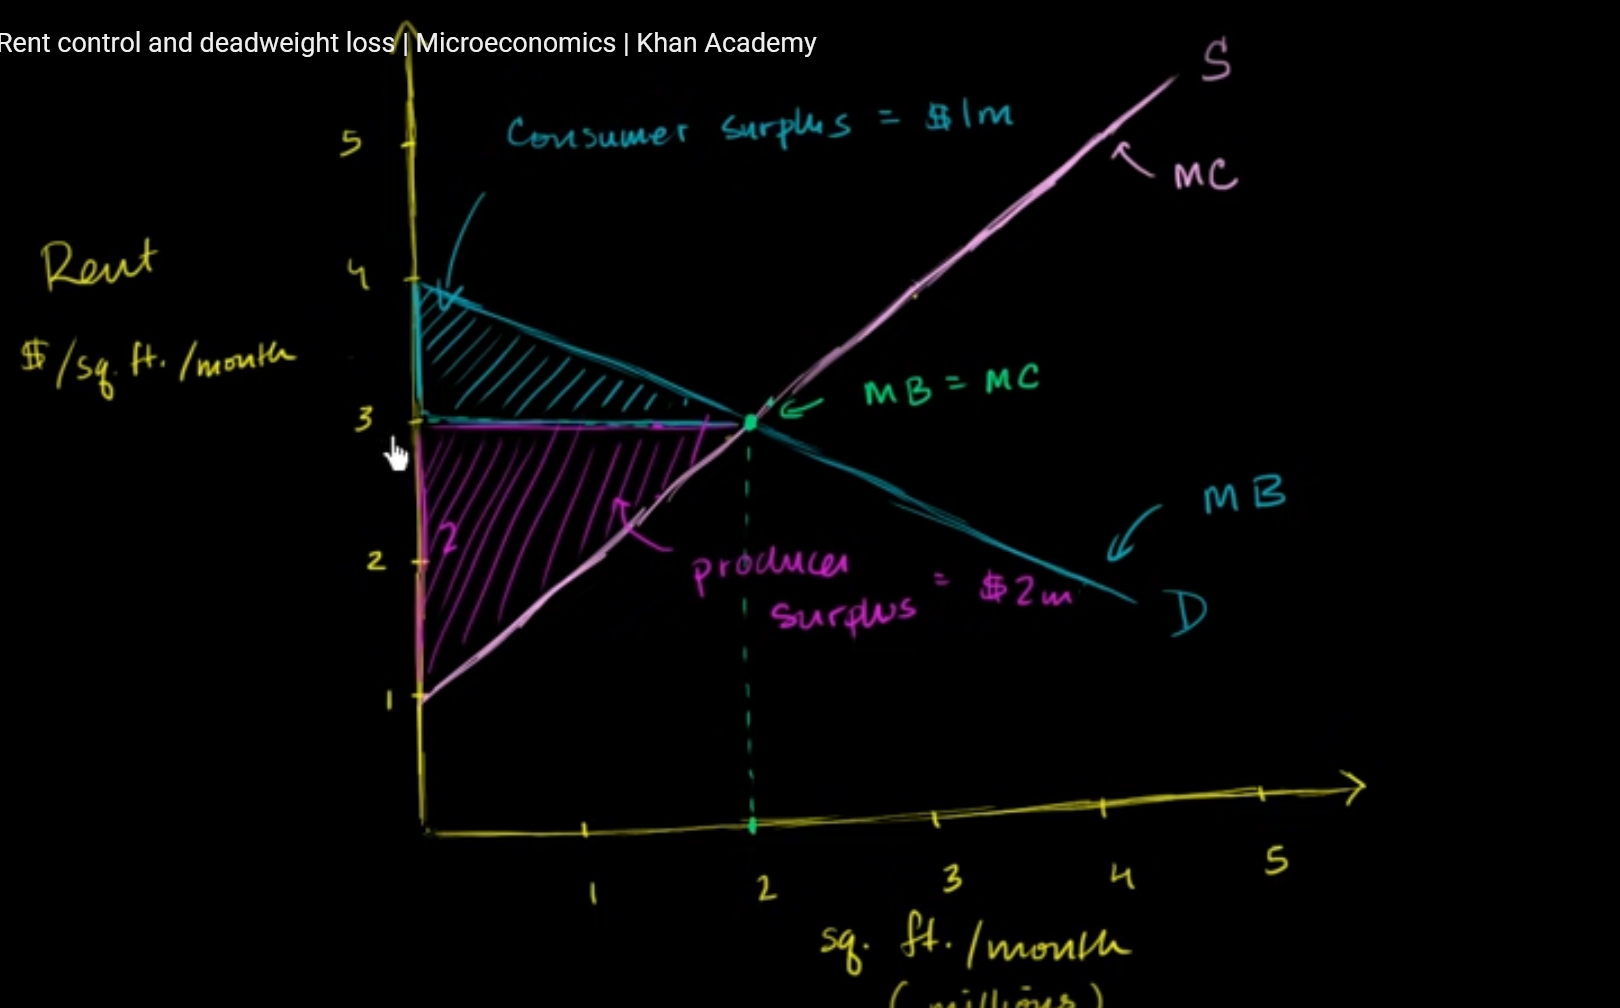 Rent control and deadweight loss | Microeconomics | Khan Academy
S
Consumer surplus = $1m
5
MC
Rent
4
$/sq. ft. /month
MB = MC
3
MB
2
2
producer
surplus = $2m
D
1
1
2
3
4
5
sq. ft. /month
(millions)